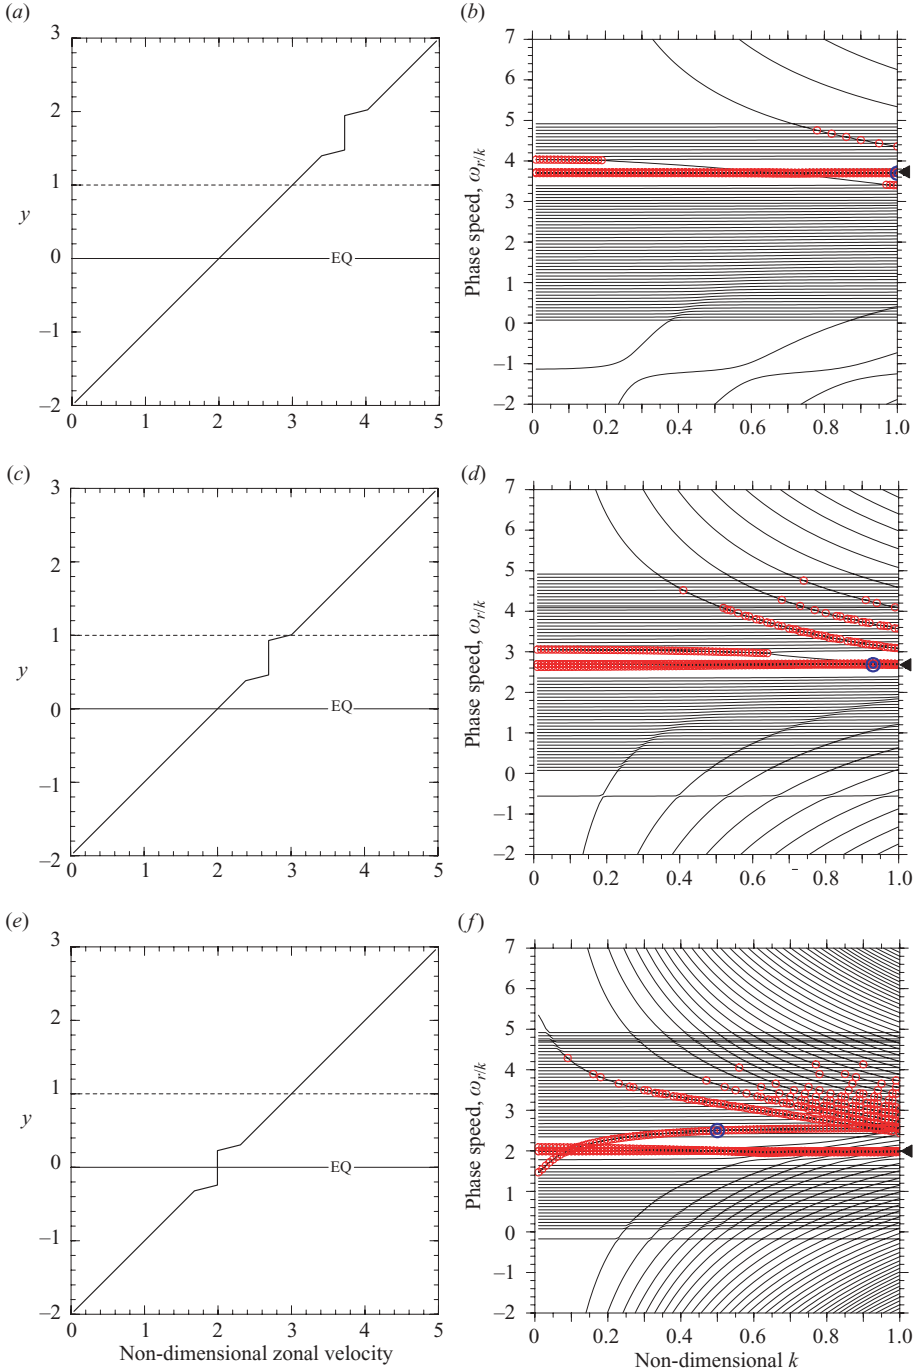 (a)
3
2
1
y
0
EQ
–1
–2
0 1 2 3 4 5
(b)
7
6
5
4
3
2
1
0
–1
–2
Phase speed, ωr/k
0 0.2 0.4 0.6 0.8 1.0
(c)
3
2
1
y
0
EQ
–1
–2
0 1 2 3 4 5
(d)
7
6
5
4
3
2
1
0
–1
–2
Phase speed, ωr/k
0 0.2 0.4 0.6 0.8 1.0
(e)
3
2
1
y
0
EQ
–1
–2
0 1 2 3 4 5
Non-dimensional zonal velocity
(f)
7
6
5
4
3
2
1
0
–1
–2
Phase speed, ωr/k
0 0.2 0.4 0.6 0.8 1.0
Non-dimensional k